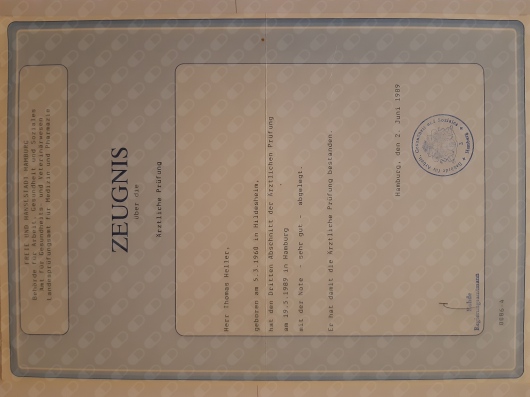 FREIE UND HANSESTADT HAMBURG
Behörde für Arbeit, Gesundheit und Soziales
Amt für Gesundheits- und Veterinärwesen
Landesprüfungsamt für Medizin und Pharmazie
ZEUGNIS
über die
Ärztliche Prüfung
Herr Thomas Heller,
geboren am 5.3.1960 in Hildesheim,
hat den Dritten Abschnitt der Ärztlichen Prüfung
am 19.5.1989 in Hamburg
mit der Note - sehr gut - abgelegt.
Er hat damit die Ärztliche Prüfung bestanden.
Hamburg, den 2. Juni 1989